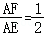 AF/AE = 1/2